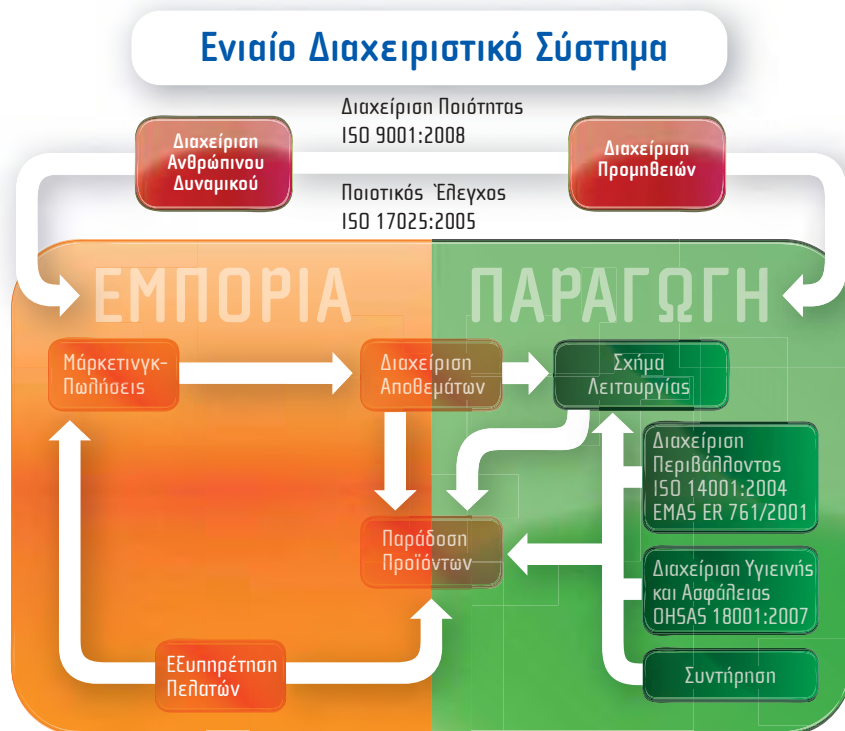 Ενιαίο Διαχειριστικό Σύστημα
Διαχείριση Ποιότητας
ISO 9001:2008
Διαχείριση
Ανθρώπινου
Δυναμικού
Διαχείριση
Προμηθειών
Ποιοτικός Έλεγχος
ISO 17025:2005
ΕΜΠΟΡΙΑ
ΠΑΡΑΓΩΓΗ
Μάρκετινγκ-
Πωλήσεις
Διαχείριση
Αποθεμάτων
Σχήμα
Λειτουργίας
Διαχείριση
Περιβάλλοντος
ISO 14001:2004
EMAS ER 761/2001
Παράδοση
Προϊόντων
Διαχείριση Υγιεινής
και Ασφάλειας
OHSAS 18001:2007
ΕΞυπηρέτηση
Πελατών
Συντήρηση